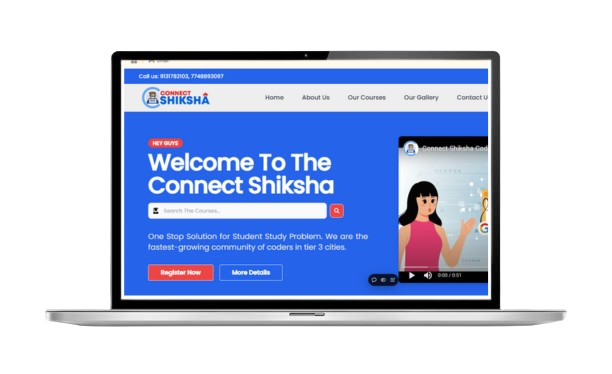 Call us: 9131782103, 7748893097
CONNECT
SHIKSHA
Home About Us Our Courses Our Gallery Contact U
HEY GUYS
Welcome To The
Connect Shiksha
Search The Courses...
One Stop Solution for Student Study Problem. We are the
fastest-growing community of coders in tier 3 cities.
Register Now More Details
Connect Shiksha Cod
G
0:00 / 0:51